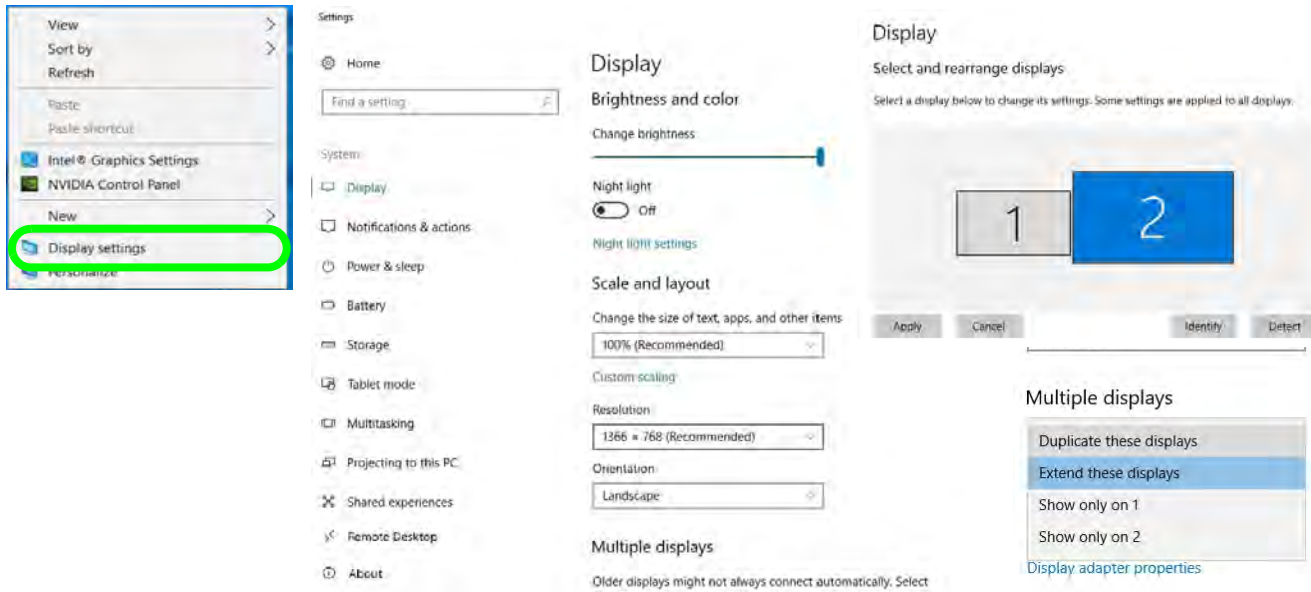 View
Sort by
Refresh
Paste
Paste shortcut
Intel® Graphics Settings
NVIDIA Control Panel
New
Display settings
Personalize
Settings
Home
Find a setting
System
Display
Notifications & actions
Power & sleep
Battery
Storage
Tablet mode
Multitasking
Projecting to this PC
Shared experiences
Remote Desktop
About
Display
Brightness and color
Change brightness
Night light
Off
Night light settings
Scale and layout
Change the size of text, apps, and other items
100% (Recommended)
Custom scaling
Resolution
1366 × 768 (Recommended)
Orientation
Landscape
Multiple displays
Older displays might not always connect automatically. Select
Display
Select and rearrange displays
Select a display below to change its settings. Some settings are applied to all displays.
1 2
Apply Cancel Identify Detect
Multiple displays
Duplicate these displays
Extend these displays
Show only on 1
Show only on 2
Display adapter properties